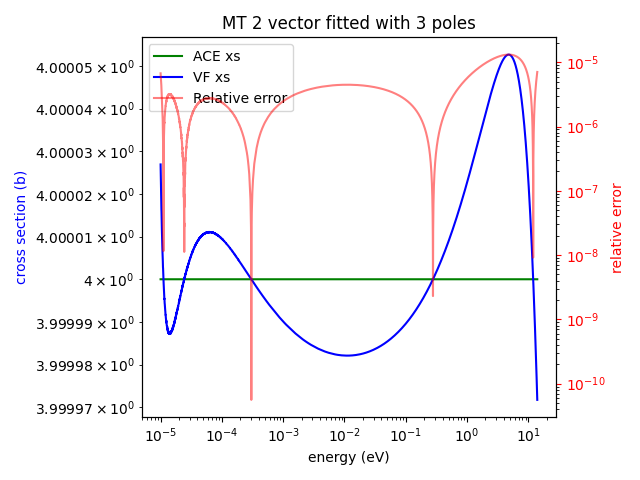 MT 2 vector fitted with 3 poles
ACE xs
VF xs
Relative error
cross section (b)
4.00005 × 10⁰
4.00004 × 10⁰
4.00003 × 10⁰
4.00002 × 10⁰
4.00001 × 10⁰
4 × 10⁰
3.99999 × 10⁰
3.99998 × 10⁰
3.99997 × 10⁰
10⁻⁵
10⁻⁶
10⁻⁷
10⁻⁸
10⁻⁹
10⁻¹⁰
relative error
10⁻⁵ 10⁻⁴ 10⁻³ 10⁻² 10⁻¹ 10⁰ 10¹
energy (eV)